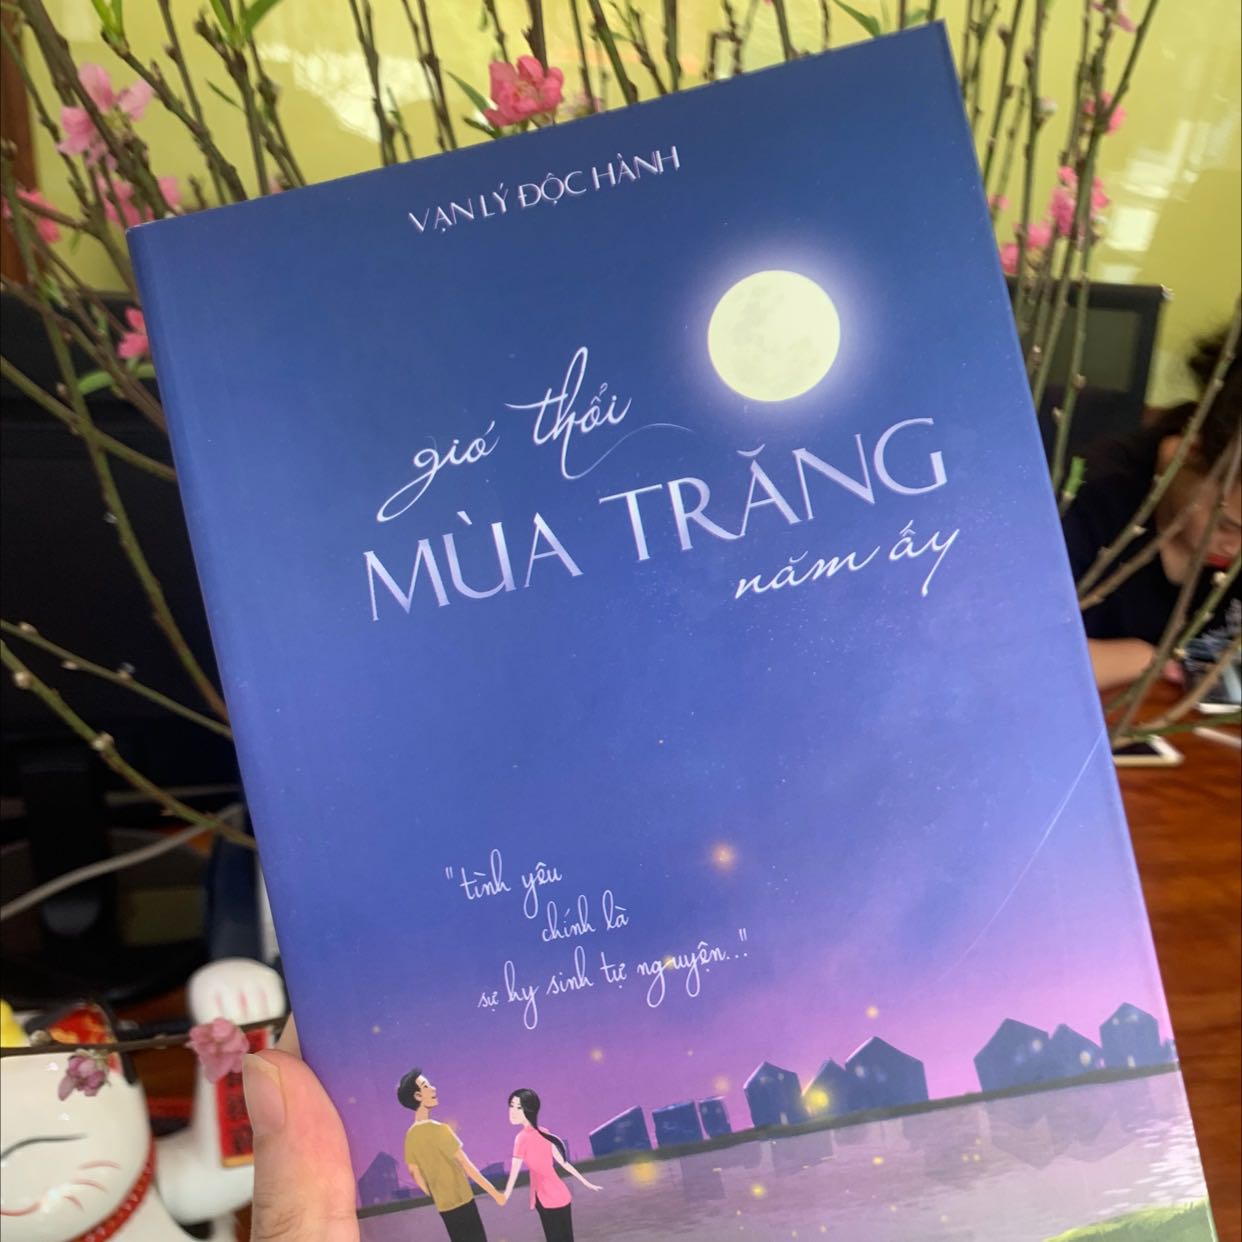 VẠN LÝ ĐỘC HÀNH
gió thổi
MÙA TRĂNG
năm ấy
"tình yêu
chính là
sự hy sinh tự nguyện..."